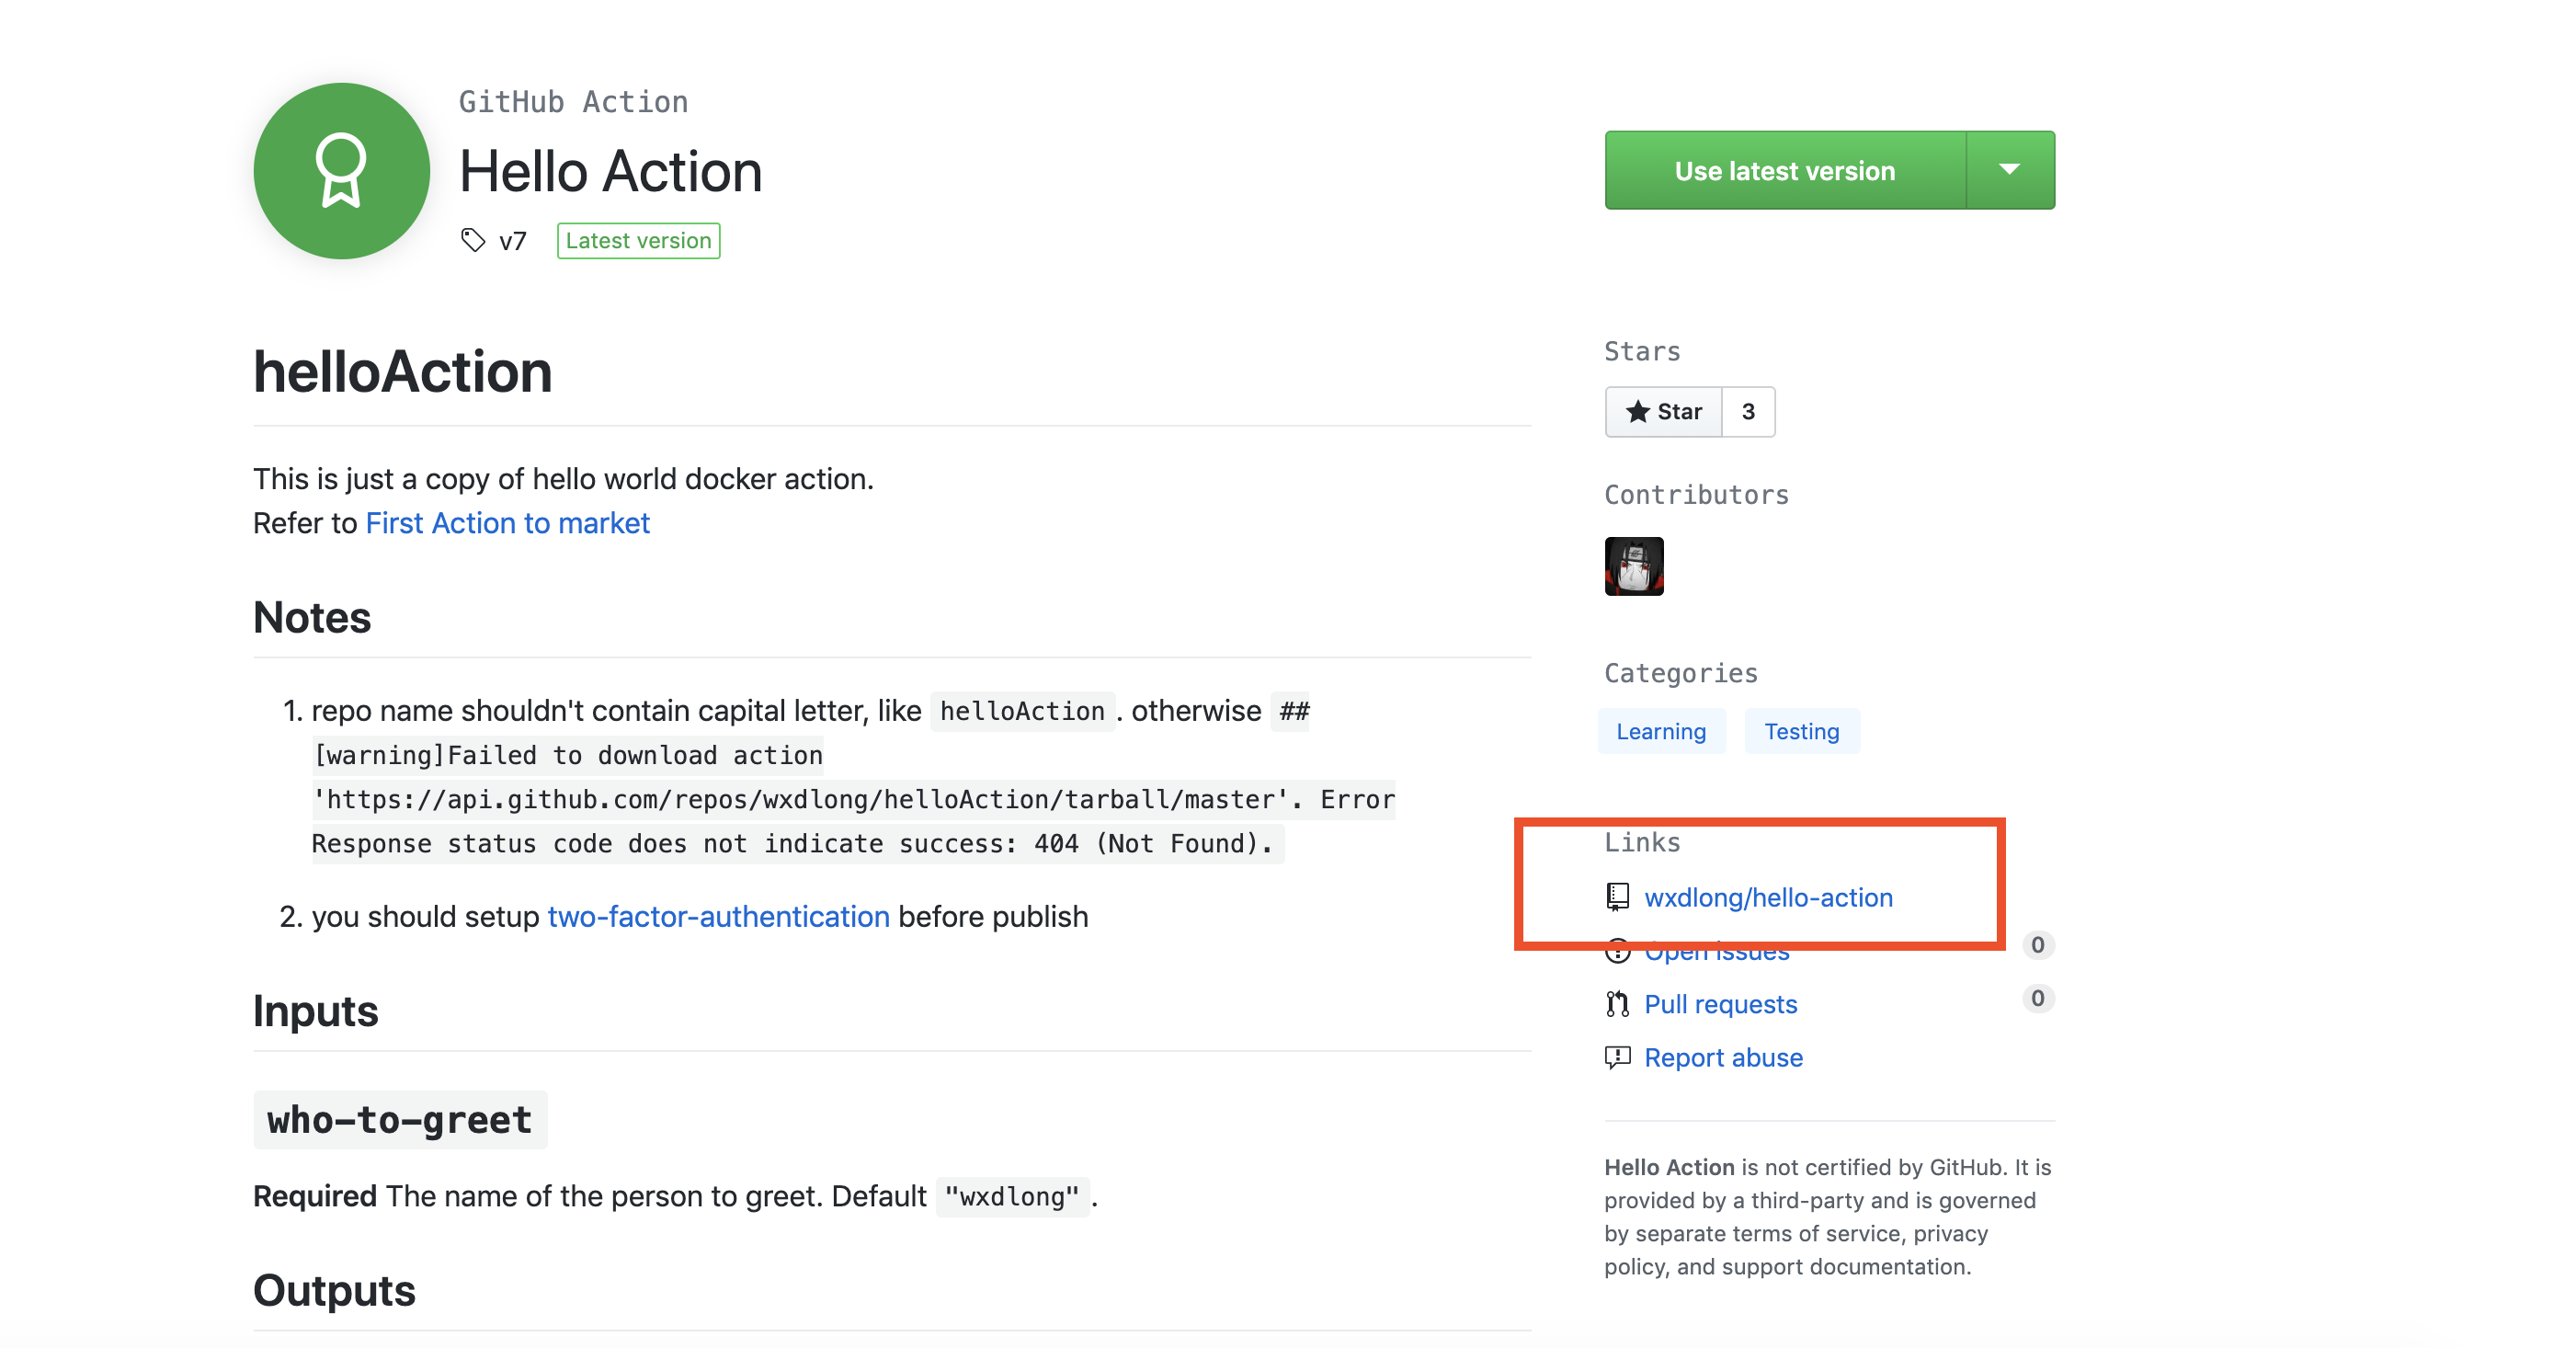 GitHub Action
Hello Action
v7 Latest version
Use latest version
helloAction
This is just a copy of hello world docker action.
Refer to First Action to market
Notes
1. repo name shouldn't contain capital letter, like helloAction. otherwise ##
[warning]Failed to download action
'https://api.github.com/repos/wxdlong/helloAction/tarball/master'. Error
Response status code does not indicate success: 404 (Not Found).
2. you should setup two-factor-authentication before publish
Inputs
who-to-greet
Required The name of the person to greet. Default "wxdlong".
Outputs
Stars
Star 3
Contributors
Categories
Learning Testing
Links
wxdlong/hello-action
Open issues 0
Pull requests 0
Report abuse
Hello Action is not certified by GitHub. It is
provided by a third-party and is governed
by separate terms of service, privacy
policy, and support documentation.